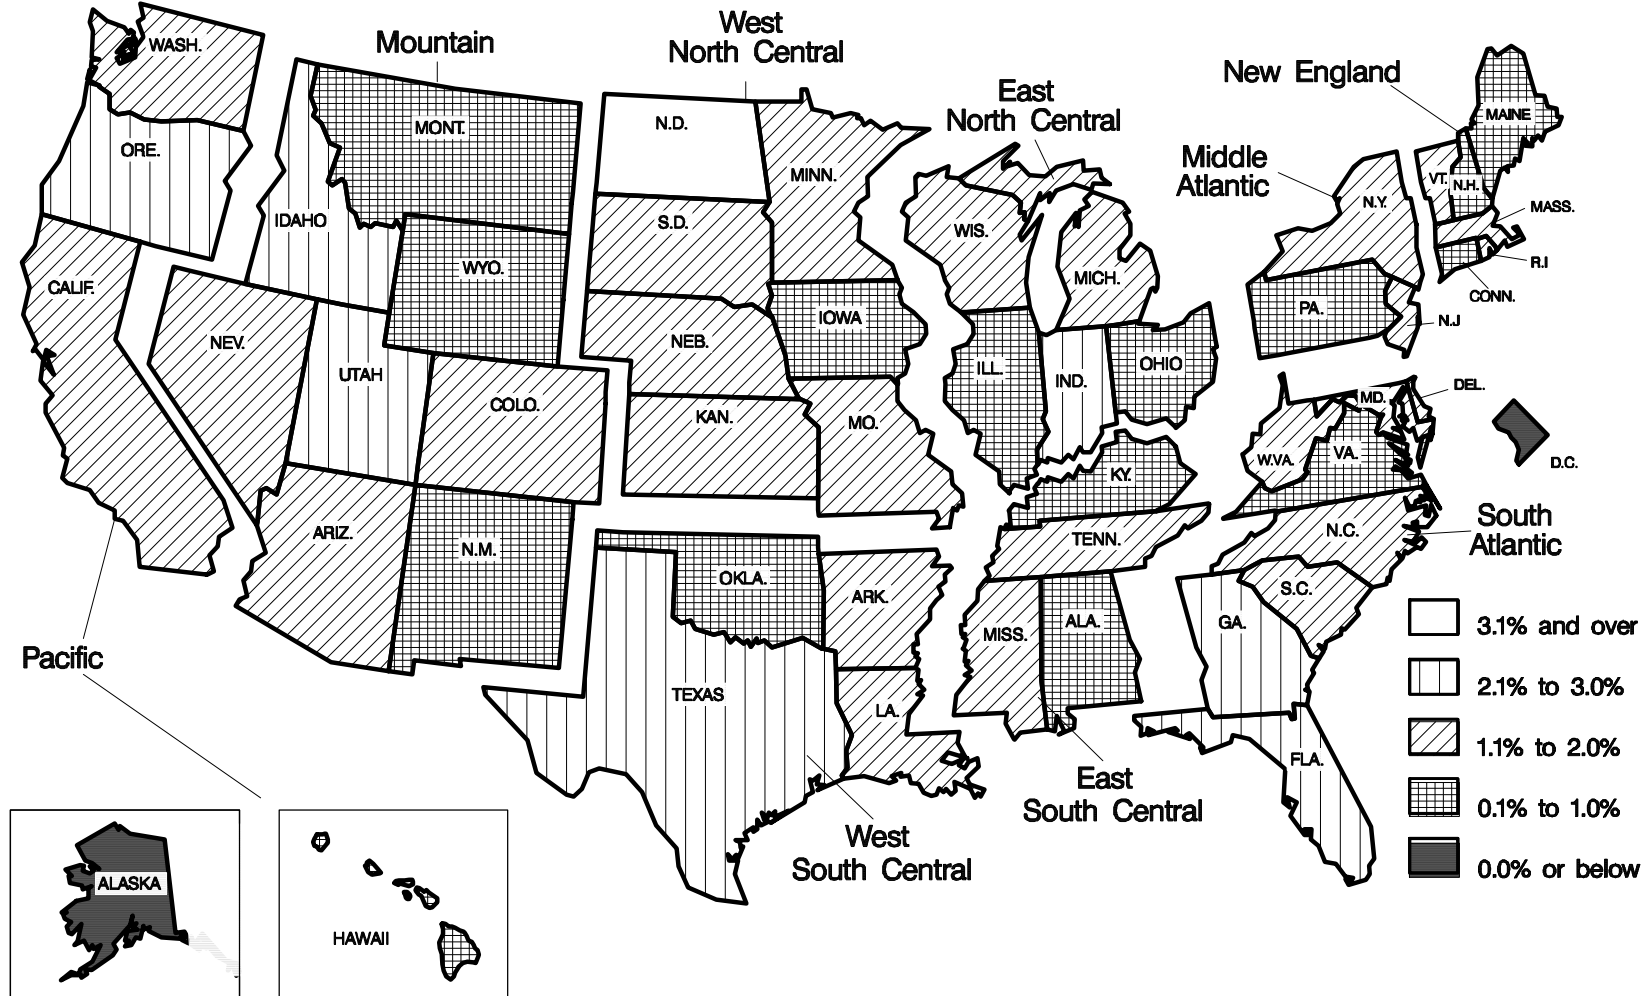 West
North Central
Mountain
WASH.
East
North Central
New England
MAINE
N.D.
MONT.
ORE.
Middle
Atlantic
MINN.
VT.
N.H.
IDAHO
S.D.
WIS.
N.Y.
MASS.
WYO.
MICH.
R.I
CALIF.
CONN.
PA.
N.J
IOWA
NEV.
NEB.
UTAH
ILL.
IND.
OHIO
DEL.
COLO.
KAN.
MO.
MD.
W.VA.
VA.
D.C.
KY.
ARIZ.
N.M.
TENN.
N.C.
South
Atlantic
OKLA.
ARK.
S.C.
MISS.
ALA.
GA.
3.1% and over
Pacific
TEXAS
LA.
2.1% to 3.0%
1.1% to 2.0%
FLA.
East
South Central
0.1% to 1.0%
West
South Central
0.0% or below
ALASKA
HAWAII